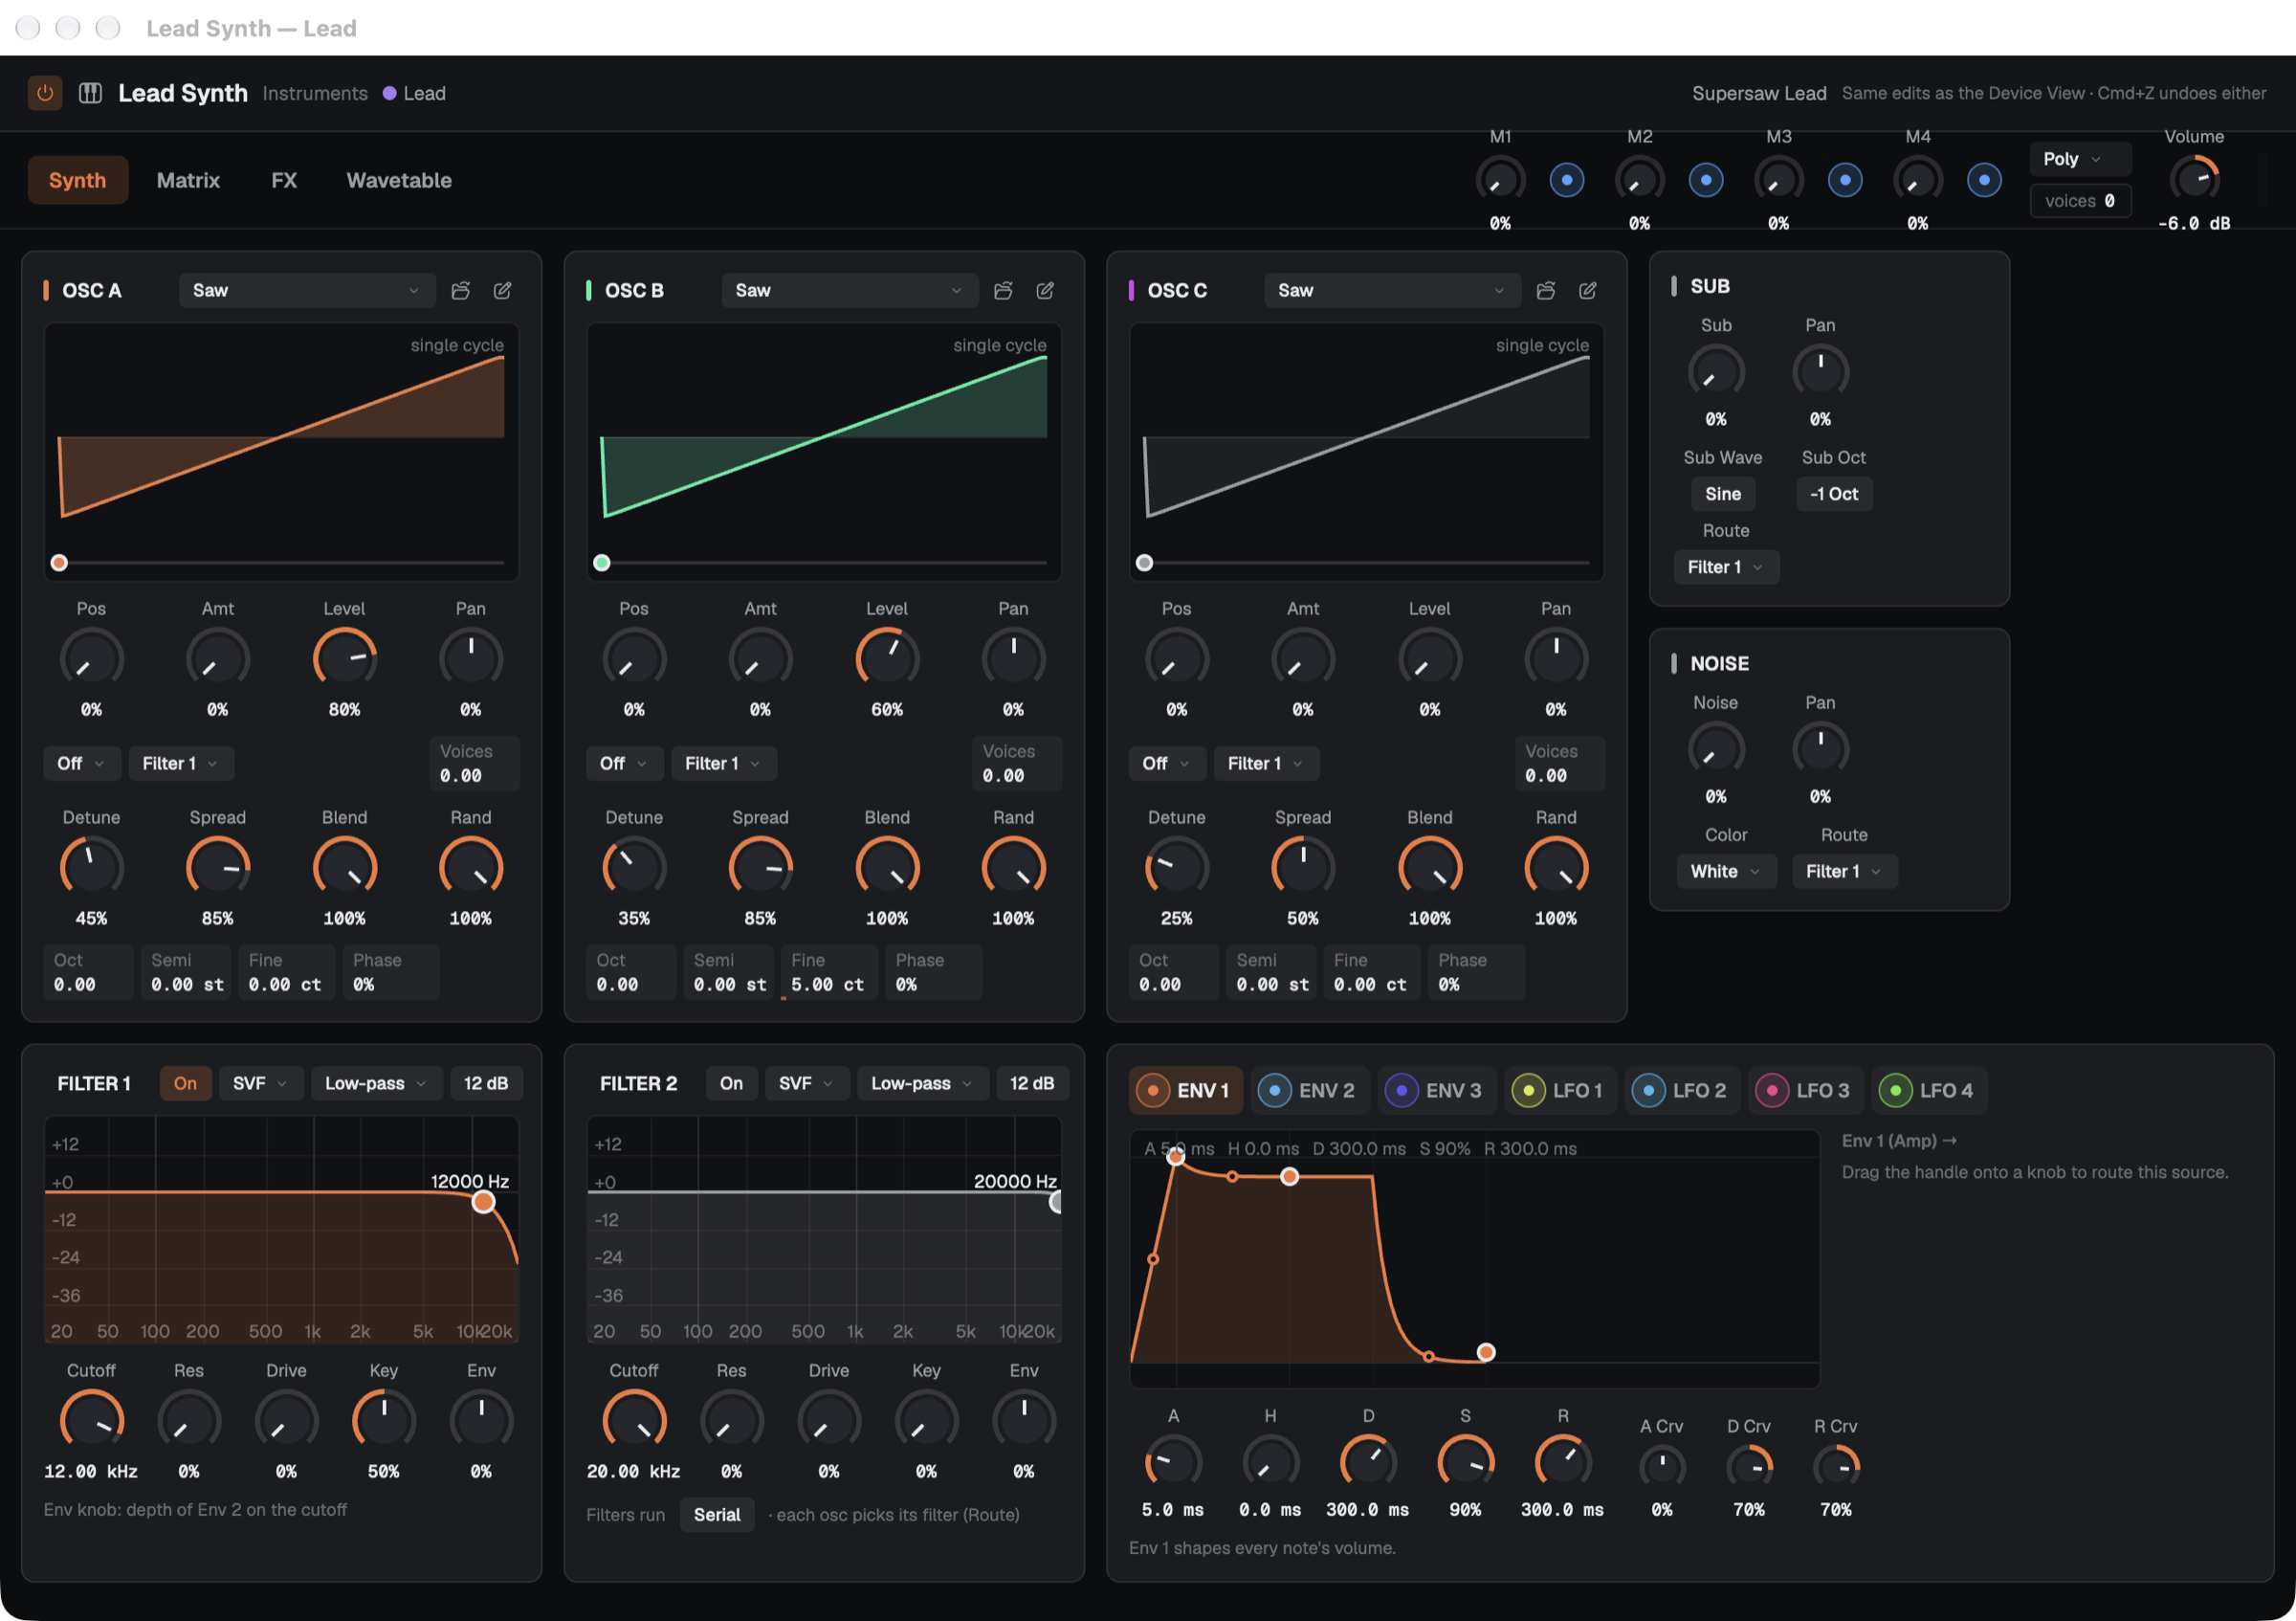 Lead Synth — Lead
Lead Synth Instruments Lead
Supersaw Lead Same edits as the Device View · Cmd+Z undoes either
Synth Matrix FX Wavetable
M1 M2 M3 M4 Volume
Poly
voices 0
0% 0% 0% 0% -6.0 dB
OSC A Saw
single cycle
Pos Amt Level Pan
0% 0% 80% 0%
Off Filter 1 Voices
0.00
Detune Spread Blend Rand
45% 85% 100% 100%
Oct Semi Fine Phase
0.00 0.00 st 0.00 ct 0%
OSC B Saw
single cycle
Pos Amt Level Pan
0% 0% 60% 0%
Off Filter 1 Voices
0.00
Detune Spread Blend Rand
35% 85% 100% 100%
Oct Semi Fine Phase
0.00 0.00 st 5.00 ct 0%
OSC C Saw
single cycle
Pos Amt Level Pan
0% 0% 0% 0%
Off Filter 1 Voices
0.00
Detune Spread Blend Rand
25% 50% 100% 100%
Oct Semi Fine Phase
0.00 0.00 st 0.00 ct 0%
SUB
Sub Pan
0% 0%
Sub Wave Sub Oct
Sine -1 Oct
Route
Filter 1
NOISE
Noise Pan
0% 0%
Color Route
White Filter 1
FILTER 1 On SVF Low-pass 12 dB
+12
+0 12000 Hz
-12
-24
-36
20 50 100 200 500 1k 2k 5k 10k 20k
Cutoff Res Drive Key Env
12.00 kHz 0% 0% 50% 0%
Env knob: depth of Env 2 on the cutoff
FILTER 2 On SVF Low-pass 12 dB
+12
+0 20000 Hz
-12
-24
-36
20 50 100 200 500 1k 2k 5k 10k 20k
Cutoff Res Drive Key Env
20.00 kHz 0% 0% 0% 0%
Filters run Serial · each osc picks its filter (Route)
ENV 1 ENV 2 ENV 3 LFO 1 LFO 2 LFO 3 LFO 4
A 5.0 ms H 0.0 ms D 300.0 ms S 90% R 300.0 ms
Env 1 (Amp) →
Drag the handle onto a knob to route this source.
A H D S R A Crv D Crv R Crv
5.0 ms 0.0 ms 300.0 ms 90% 300.0 ms 0% 70% 70%
Env 1 shapes every note's volume.